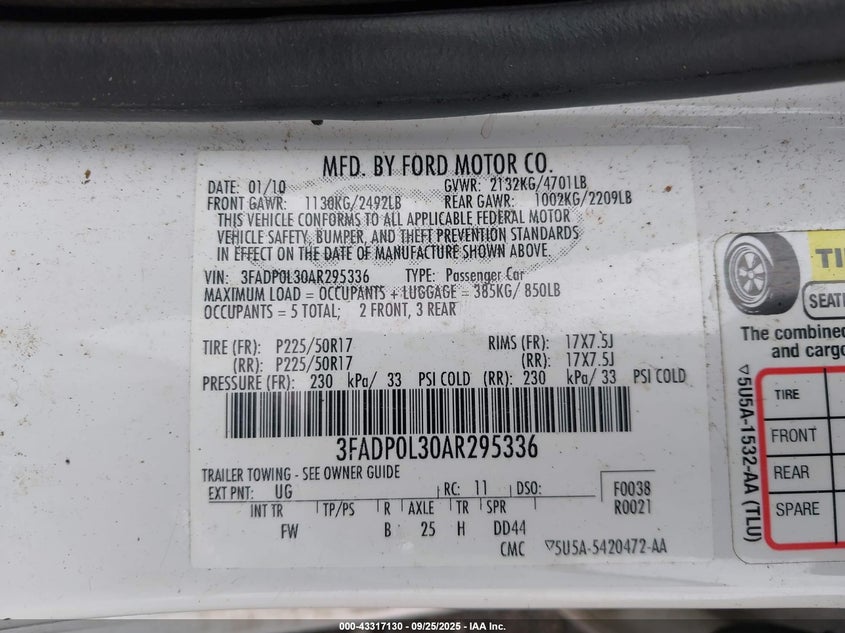 MFD. BY FORD MOTOR CO.
DATE: 01/10 GVWR: 2132KG/4701LB
FRONT GAWR: 1130KG/2492LB REAR GAWR: 1002KG/2209LB
THIS VEHICLE CONFORMS TO ALL APPLICABLE FEDERAL MOTOR
VEHICLE SAFETY, BUMPER, AND THEFT PREVENTION STANDARDS
IN EFFECT ON THE DATE OF MANUFACTURE SHOWN ABOVE.
VIN: 3FADP0L30AR295336 TYPE: Passenger Car
MAXIMUM LOAD = OCCUPANTS + LUGGAGE = 385KG/ 850LB
OCCUPANTS = 5 TOTAL; 2 FRONT, 3 REAR
TIRE (FR): P225/50R17 RIMS (FR): 17X7.5J
(RR): P225/50R17 (RR): 17X7.5J
PRESSURE (FR): 230 kPa/ 33 PSI COLD (RR): 230 kPa/ 33 PSI COLD
3FADP0L30AR295336
TRAILER TOWING - SEE OWNER GUIDE
EXT PNT: UG RC: 11 DSO: F0038
INT TR TP/PS R AXLE TR SPR R0021
FW B 25 H DD44
CMC ▽5U5A-5420472-AA
TI
SEATI
The combined
and cargo
TIRE
FRONT
REAR
SPARE
▽5U5A-1532-AA (TLU)
000-43317130 - 09/25/2025 - IAA Inc.